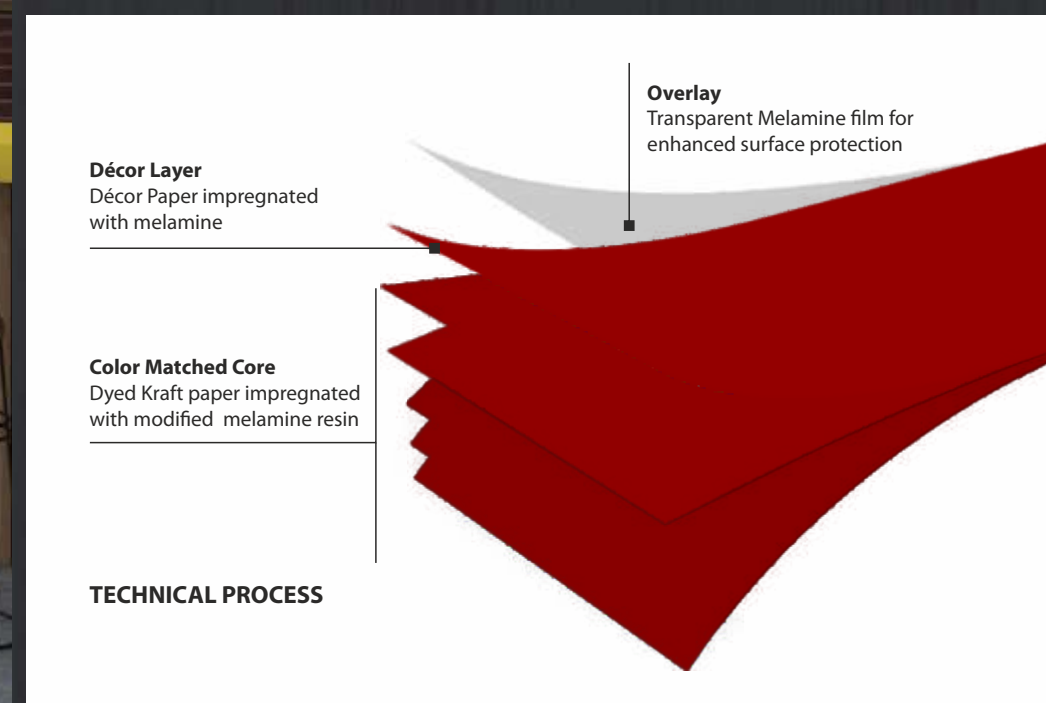 Overlay
Transparent Melamine film for
enhanced surface protection
Décor Layer
Décor Paper impregnated
with melamine
Color Matched Core
Dyed Kraft paper impregnated
with modified  melamine resin
TECHNICAL PROCESS